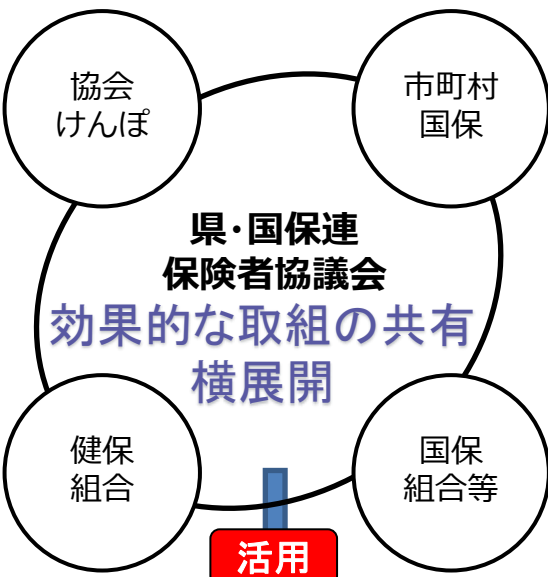 協会
けんぽ
市町村
国保
県・国保連
保険者協議会
効果的な取組の共有
横展開
健保
組合
国保
組合等
活用